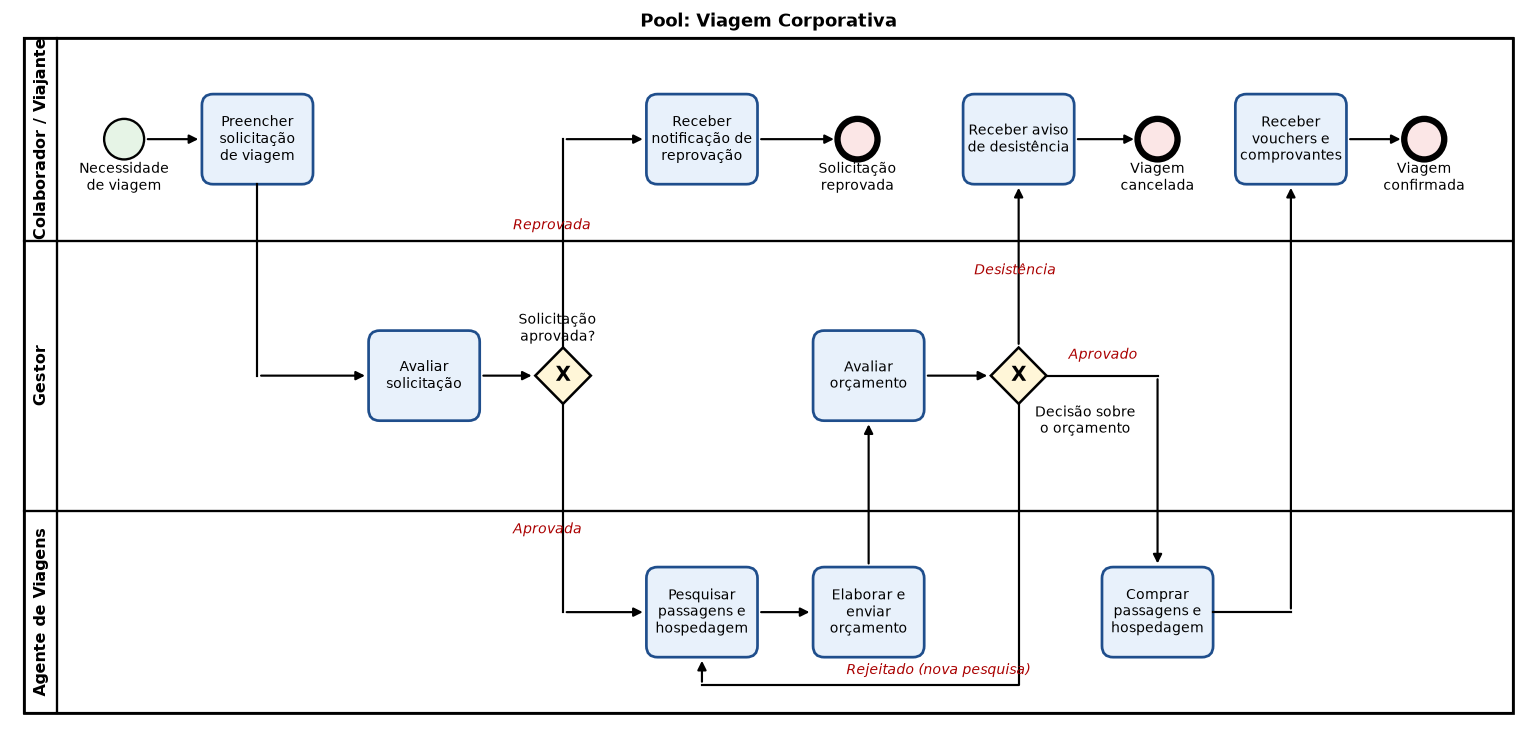 Pool: Viagem Corporativa
Colaborador / Viajante
Necessidade
de viagem
Preencher
solicitação
de viagem
Receber
notificação de
reprovação
Solicitação
reprovada
Receber aviso
de desistência
Viagem
cancelada
Receber
vouchers e
comprovantes
Viagem
confirmada
Reprovada
Gestor
Desistência
Avaliar
solicitação
Solicitação
aprovada?
X
Avaliar
orçamento
X
Aprovado
Decisão sobre
o orçamento
Agente de Viagens
Aprovada
Pesquisar
passagens e
hospedagem
Elaborar e
enviar
orçamento
Comprar
passagens e
hospedagem
Rejeitado (nova pesquisa)